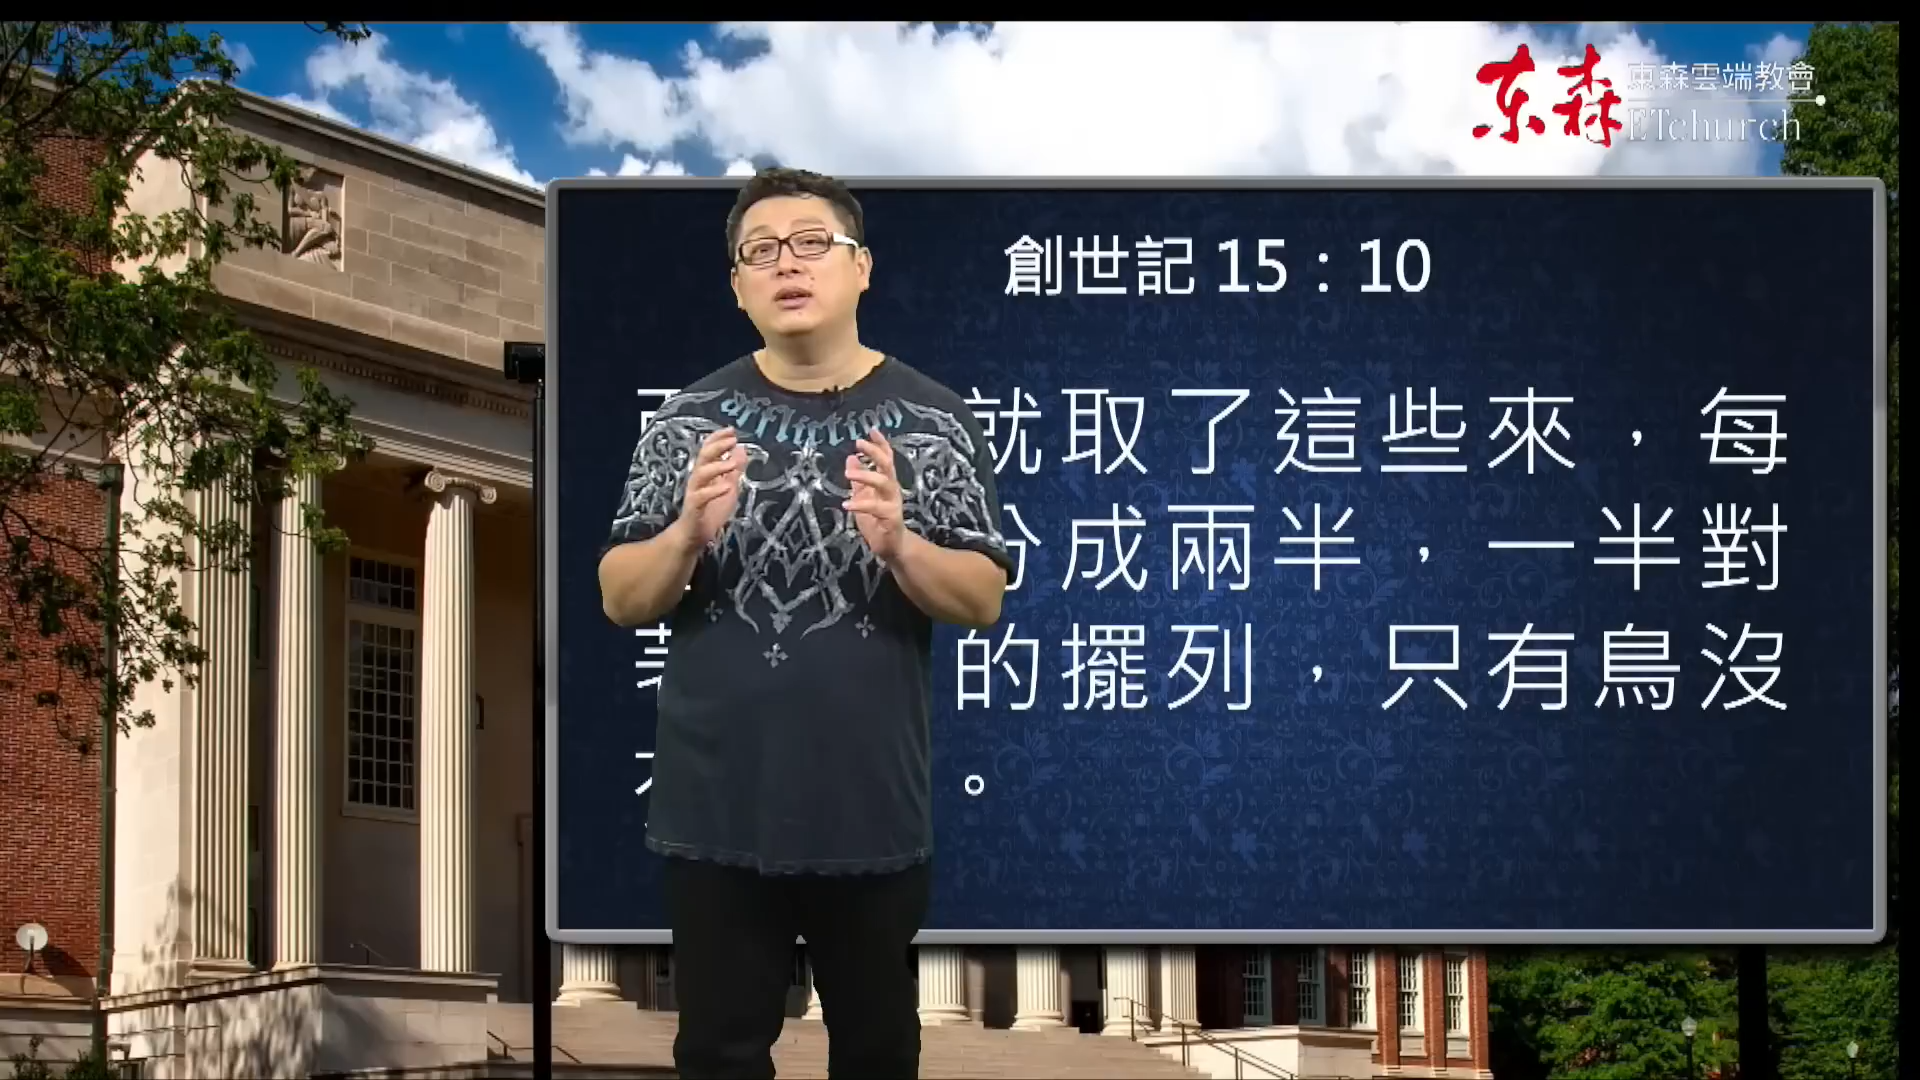 东森 東森雲端教會
ETchurch
創世記 15：10
就取了這些來，每
分成兩半，一半對
的擺列，只有鳥沒
。
affliction